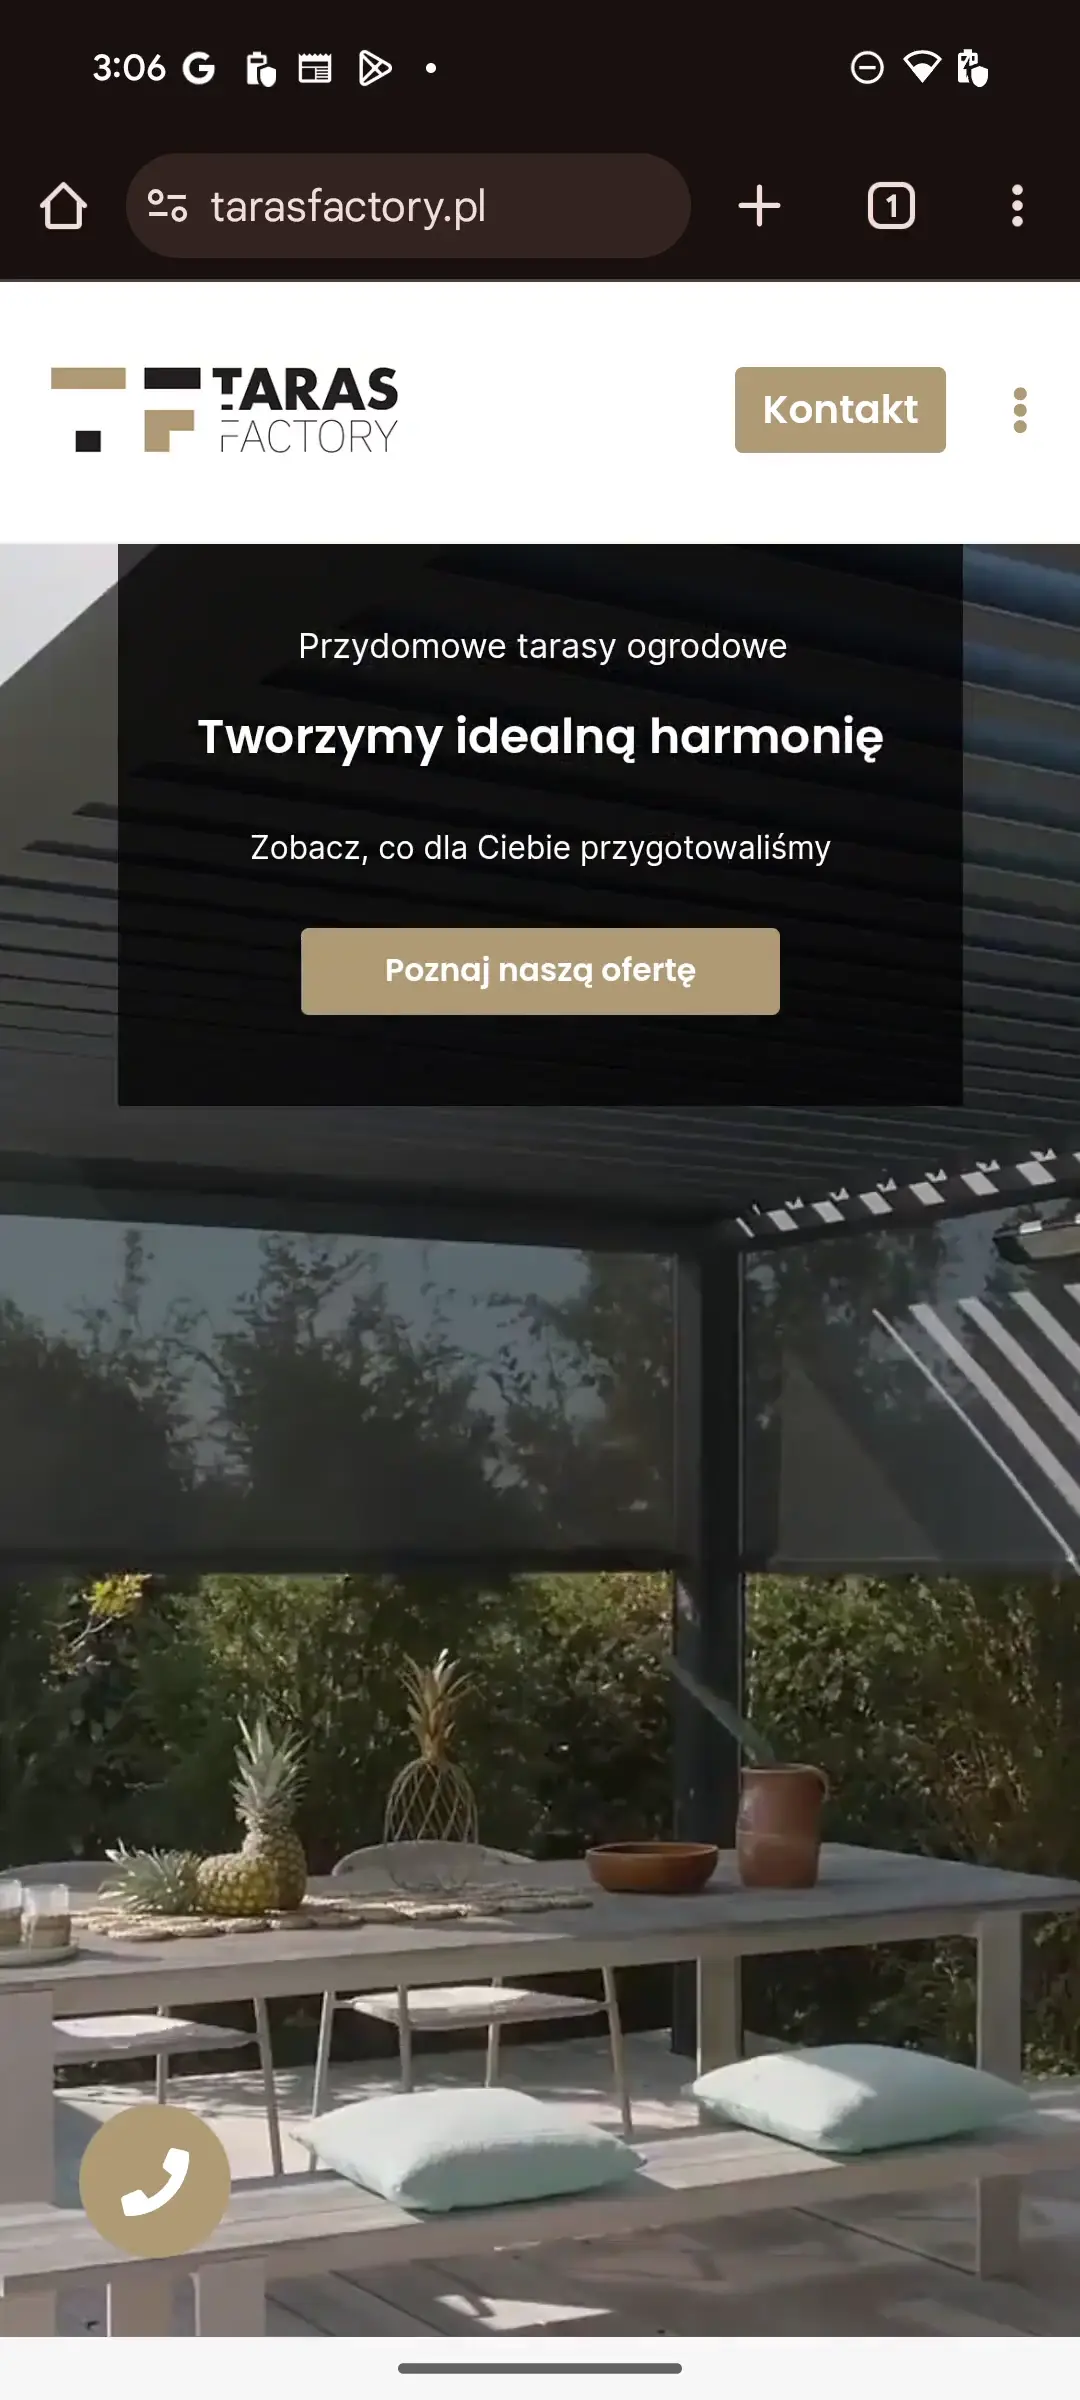 3:06
tarasfactory.pl
1
TARAS
FACTORY
Kontakt
Przydomowe tarasy ogrodowe
Tworzymy idealną harmonię
Zobacz, co dla Ciebie przygotowaliśmy
Poznaj naszą ofertę